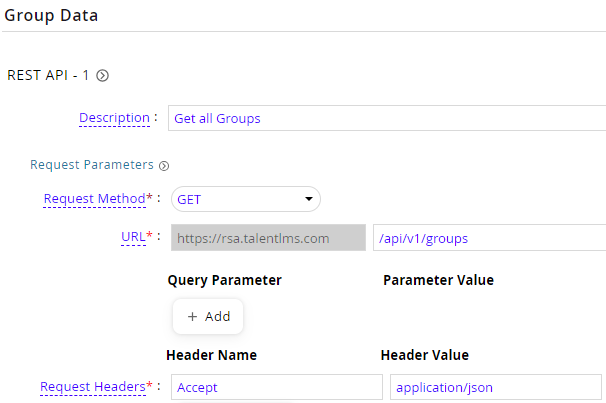 Group Data
REST API - 1
Description : Get all Groups
Request Parameters
Request Method* : GET
URL* : https://rsa.talentlms.com /api/v1/groups
Query Parameter Parameter Value
+ Add
Header Name Header Value
Request Headers* : Accept application/json